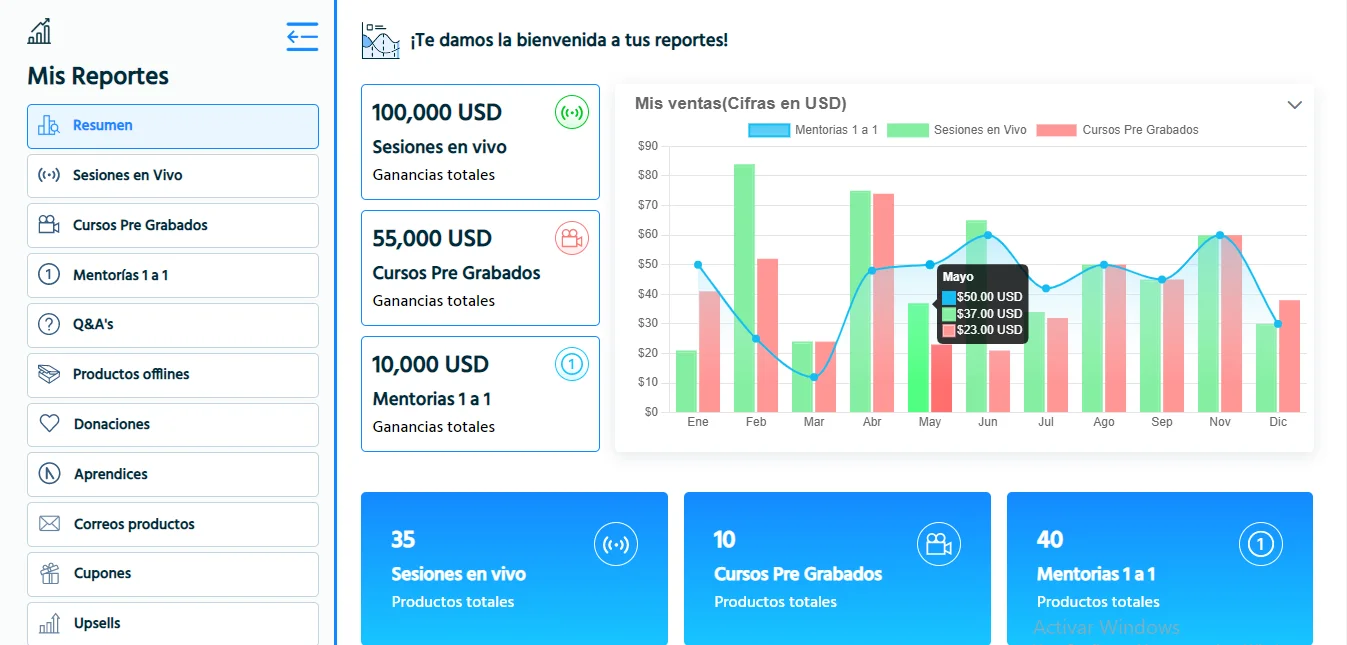 Mis Reportes
Resumen
Sesiones en Vivo
Cursos Pre Grabados
1 Mentorías 1 a 1
? Q&A's
Productos offlines
Donaciones
Aprendices
Correos productos
Cupones
Upsells
¡Te damos la bienvenida a tus reportes!
100,000 USD
Sesiones en vivo
Ganancias totales
55,000 USD
Cursos Pre Grabados
Ganancias totales
10,000 USD
1
Mentorias 1 a 1
Ganancias totales
Mis ventas(Cifras en USD)
Mentorias 1 a 1 Sesiones en Vivo Cursos Pre Grabados
$90
$80
$70
$60
$50
$40
$30
$20
$10
$0
Ene Feb Mar Abr May Jun Jul Ago Sep Nov Dic
Mayo
$50.00 USD
$37.00 USD
$23.00 USD
35
Sesiones en vivo
Productos totales
10
Cursos Pre Grabados
Productos totales
40
1
Mentorias 1 a 1
Productos totales
Activar Windows